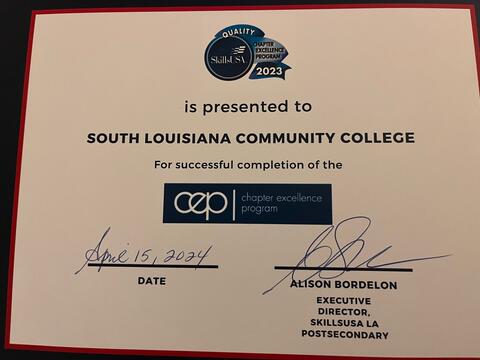 QUALITY
SkillsUSA
CHAPTER
EXCELLENCE
PROGRAM
2023
is presented to
SOUTH LOUISIANA COMMUNITY COLLEGE
For successful completion of the
cep chapter excellence
program
April 15, 2024
DATE
ALISON BORDELON
EXECUTIVE
DIRECTOR,
SKILLSUSA LA
POSTSECONDARY